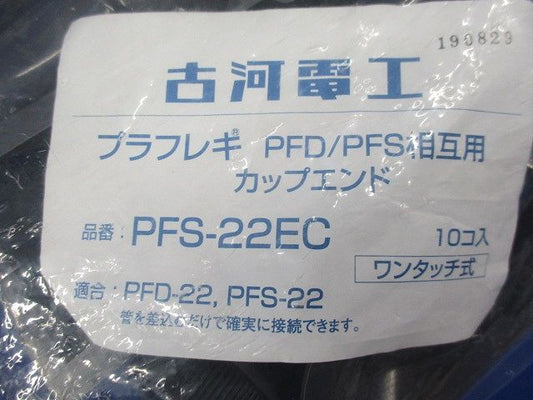 190823
古河電工
プラフレキ® PFD/PFS相互用
カップエンド
品番：PFS-22EC 10コ入
ワンタッチ式
適合：PFD-22, PFS-22
管を差込むだけで確実に接続できます。